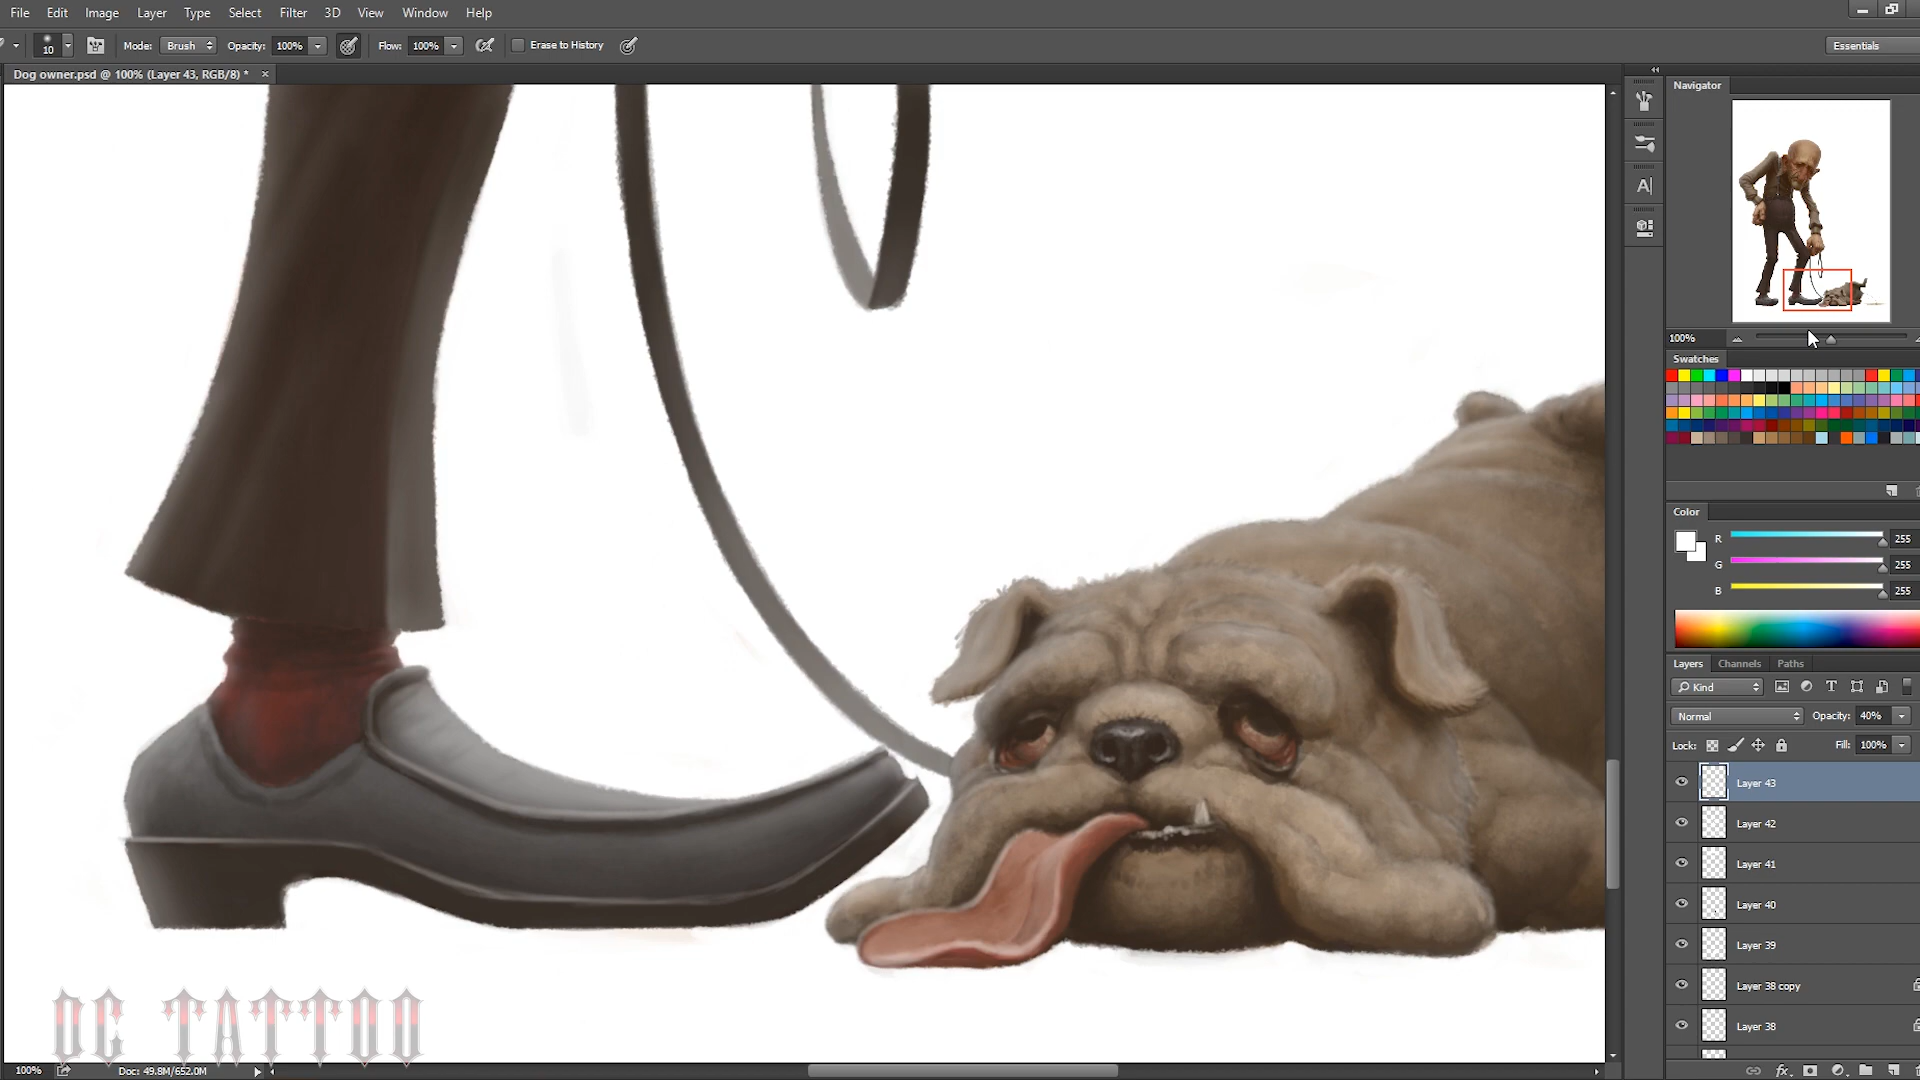 File Edit Image Layer Type Select Filter 3D View Window Help
10 Mode: Brush Opacity: 100% Flow: 100% Erase to History Essentials
Dog owner.psd @ 100% (Layer 43, RGB/8) * ×
Navigator
A|
100%
Swatches
Color
R 255
G 255
B 255
Layers Channels Paths
Kind T
Normal Opacity: 40%
Lock: Fill: 100%
Layer 43
Layer 42
Layer 41
Layer 40
Layer 39
Layer 38 copy
Layer 38
DC TATTOO
100% Doc: 49.8M/652.0M
fx